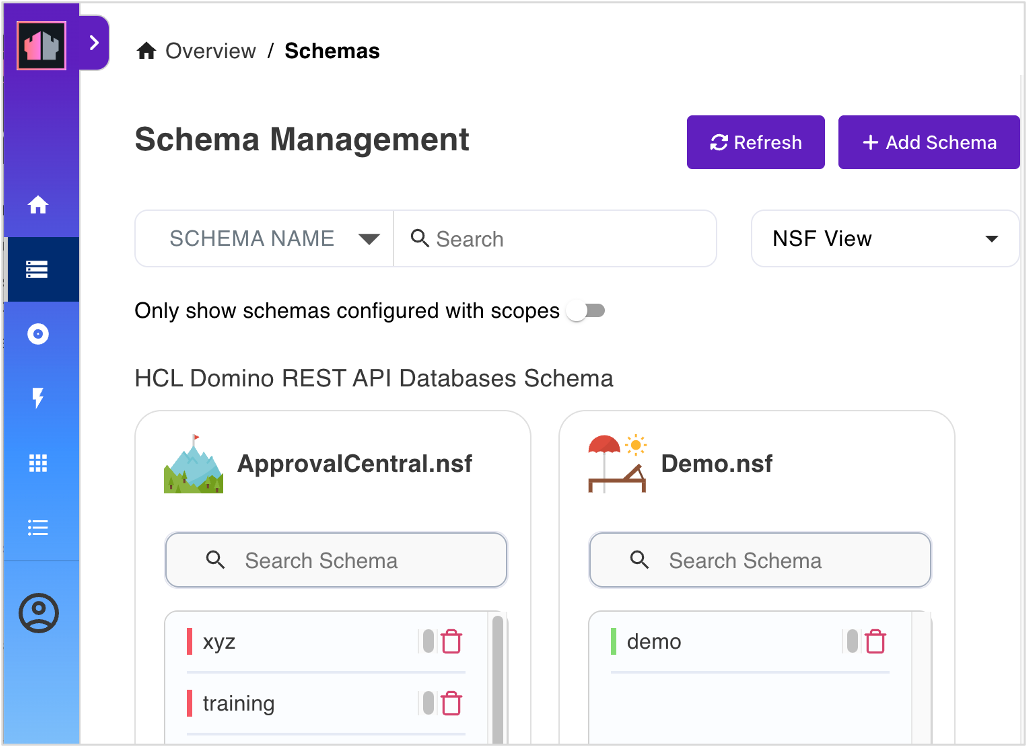 Overview / Schemas
Schema Management
Refresh
+ Add Schema
SCHEMA NAME
Search
NSF View
Only show schemas configured with scopes
HCL Domino REST API Databases Schema
ApprovalCentral.nsf
Search Schema
xyz
training
Demo.nsf
Search Schema
demo